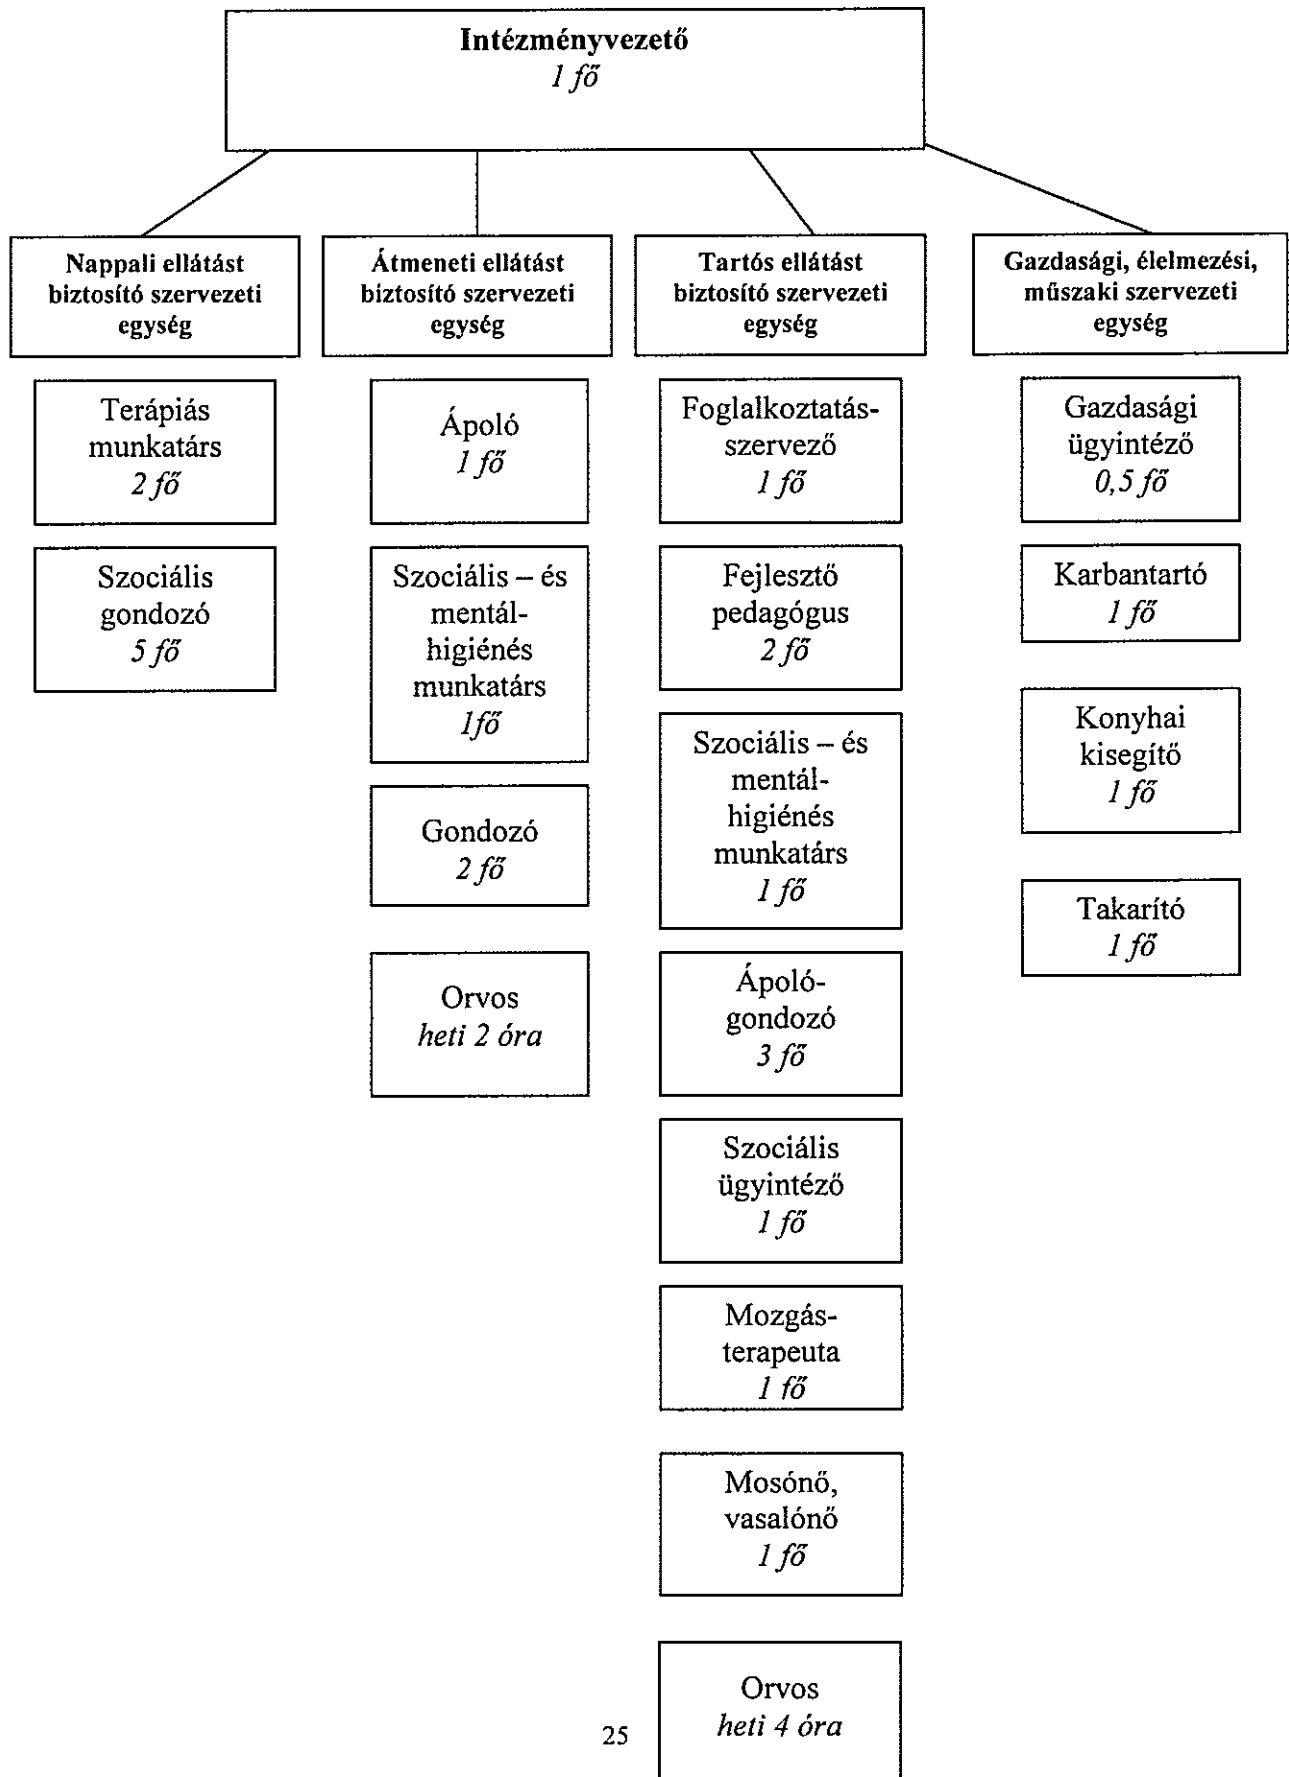 Intézményvezető
1 fő
Nappali ellátást
biztosító szervezeti
egység
Terápiás
munkatárs
2 fő
Szociális
gondozó
5 fő
Átmeneti ellátást
biztosító szervezeti
egység
Ápoló
1 fő
Szociális – és
mentál-
higiénés
munkatárs
1fő
Gondozó
2 fő
Orvos
heti 2 óra
Tartós ellátást
biztosító szervezeti
egység
Foglalkoztatás-
szervező
1 fő
Fejlesztő
pedagógus
2 fő
Szociális – és
mentál-
higiénés
munkatárs
1 fő
Ápoló-
gondozó
3 fő
Szociális
ügyintéző
1 fő
Mozgás-
terapeuta
1 fő
Mosónő,
vasalónő
1 fő
Orvos
heti 4 óra
Gazdasági, élelmezési,
műszaki szervezeti
egység
Gazdasági
ügyintéző
0,5 fő
Karbantartó
1 fő
Konyhai
kisegítő
1 fő
Takarító
1 fő
25